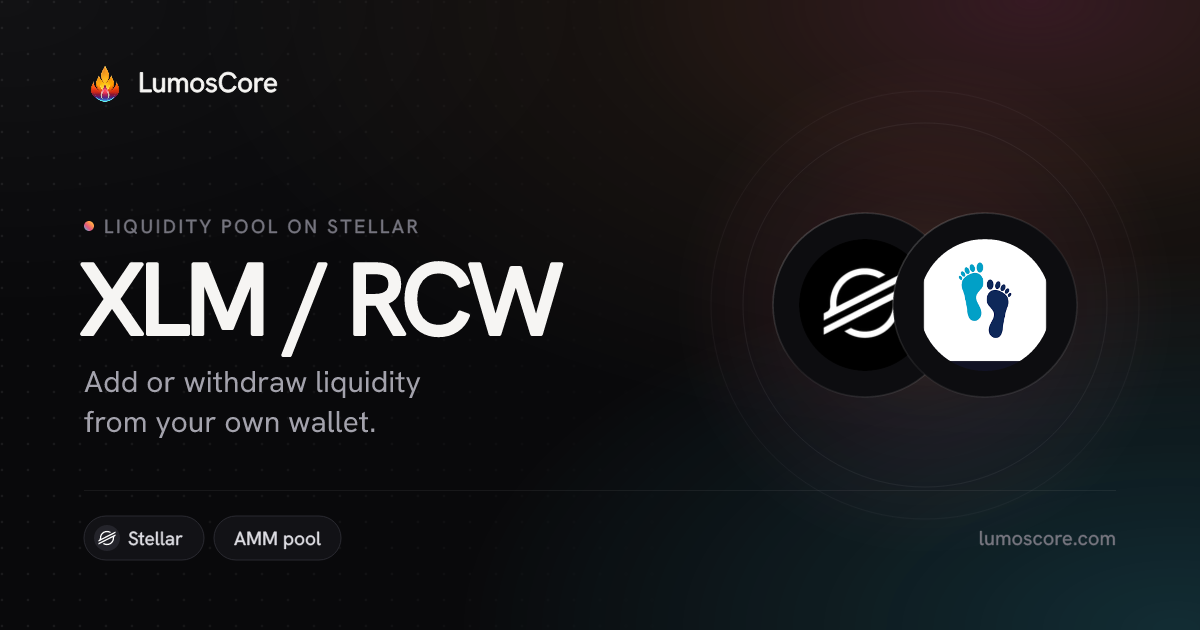 LumosCore
LIQUIDITY POOL ON STELLAR
XLM / RCW
Add or withdraw liquidity
from your own wallet.
Stellar
AMM pool
lumoscore.com